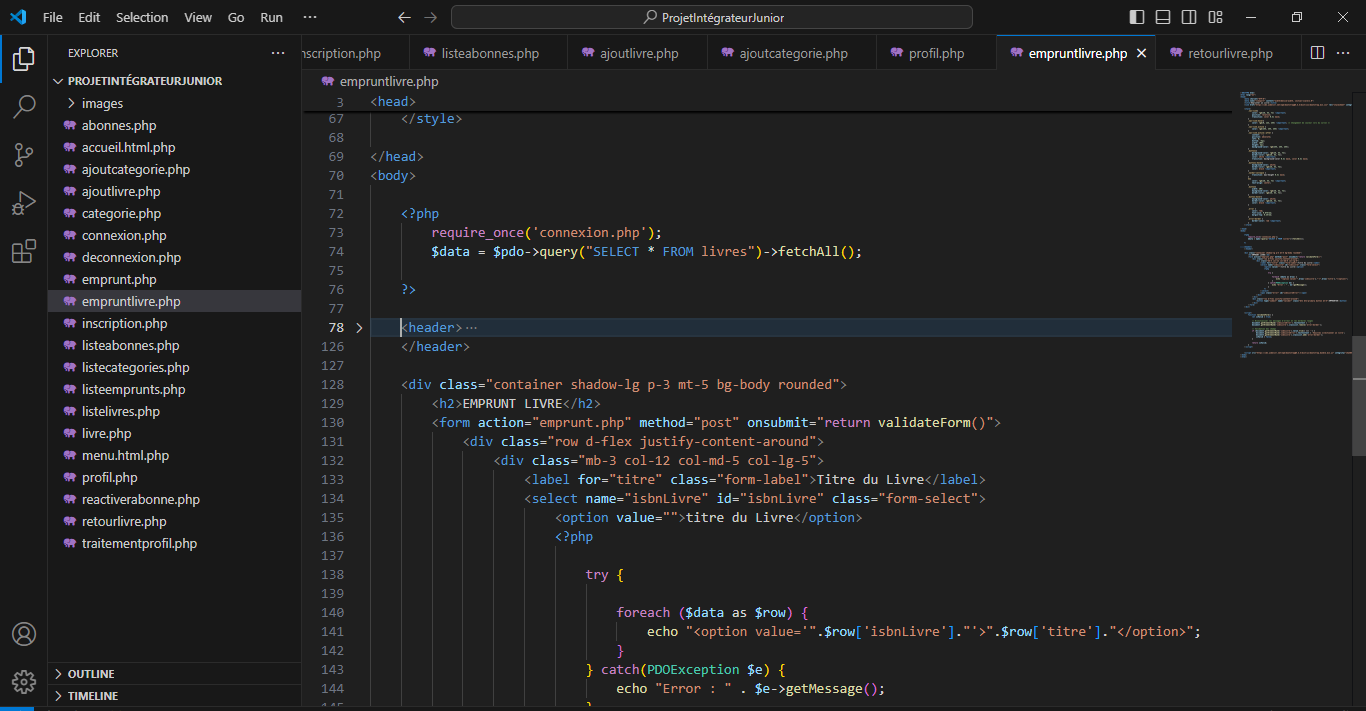 File Edit Selection View Go Run ··· ProjetIntégrateurJunior
EXPLORER ···
PROJETINTÉGRATEURJUNIOR
images
abonnes.php
accueil.html.php
ajoutcategorie.php
ajoutlivre.php
categorie.php
connexion.php
deconnexion.php
emprunt.php
empruntlivre.php
inscription.php
listeabonnes.php
listecategories.php
listeemprunts.php
listelivres.php
livre.php
menu.html.php
profil.php
reactiverabonne.php
retourlivre.php
traitementprofil.php
OUTLINE
TIMELINE
nscription.php listeabonnes.php ajoutlivre.php ajoutcategorie.php profil.php empruntlivre.php retourlivre.php ···
empruntlivre.php
3 <head>
67 </style>
68
69 </head>
70 <body>
71
72 <?php
73 require_once('connexion.php');
74 $data = $pdo->query("SELECT * FROM livres")->fetchAll();
75
76 ?>
77
78 <header> ···
126 </header>
127
128 <div class="container shadow-lg p-3 mt-5 bg-body rounded">
129 <h2>EMPRUNT LIVRE</h2>
130 <form action="emprunt.php" method="post" onsubmit="return validateForm()">
131 <div class="row d-flex justify-content-around">
132 <div class="mb-3 col-12 col-md-5 col-lg-5">
133 <label for="titre" class="form-label">Titre du Livre</label>
134 <select name="isbnLivre" id="isbnLivre" class="form-select">
135 <option value="">titre du Livre</option>
136 <?php
137
138 try {
139
140 foreach ($data as $row) {
141 echo "<option value='".$row['isbnLivre']."'>".$row['titre']."</option>";
142 }
143 } catch(PDOException $e) {
144 echo "Error : " . $e->getMessage();
145 }